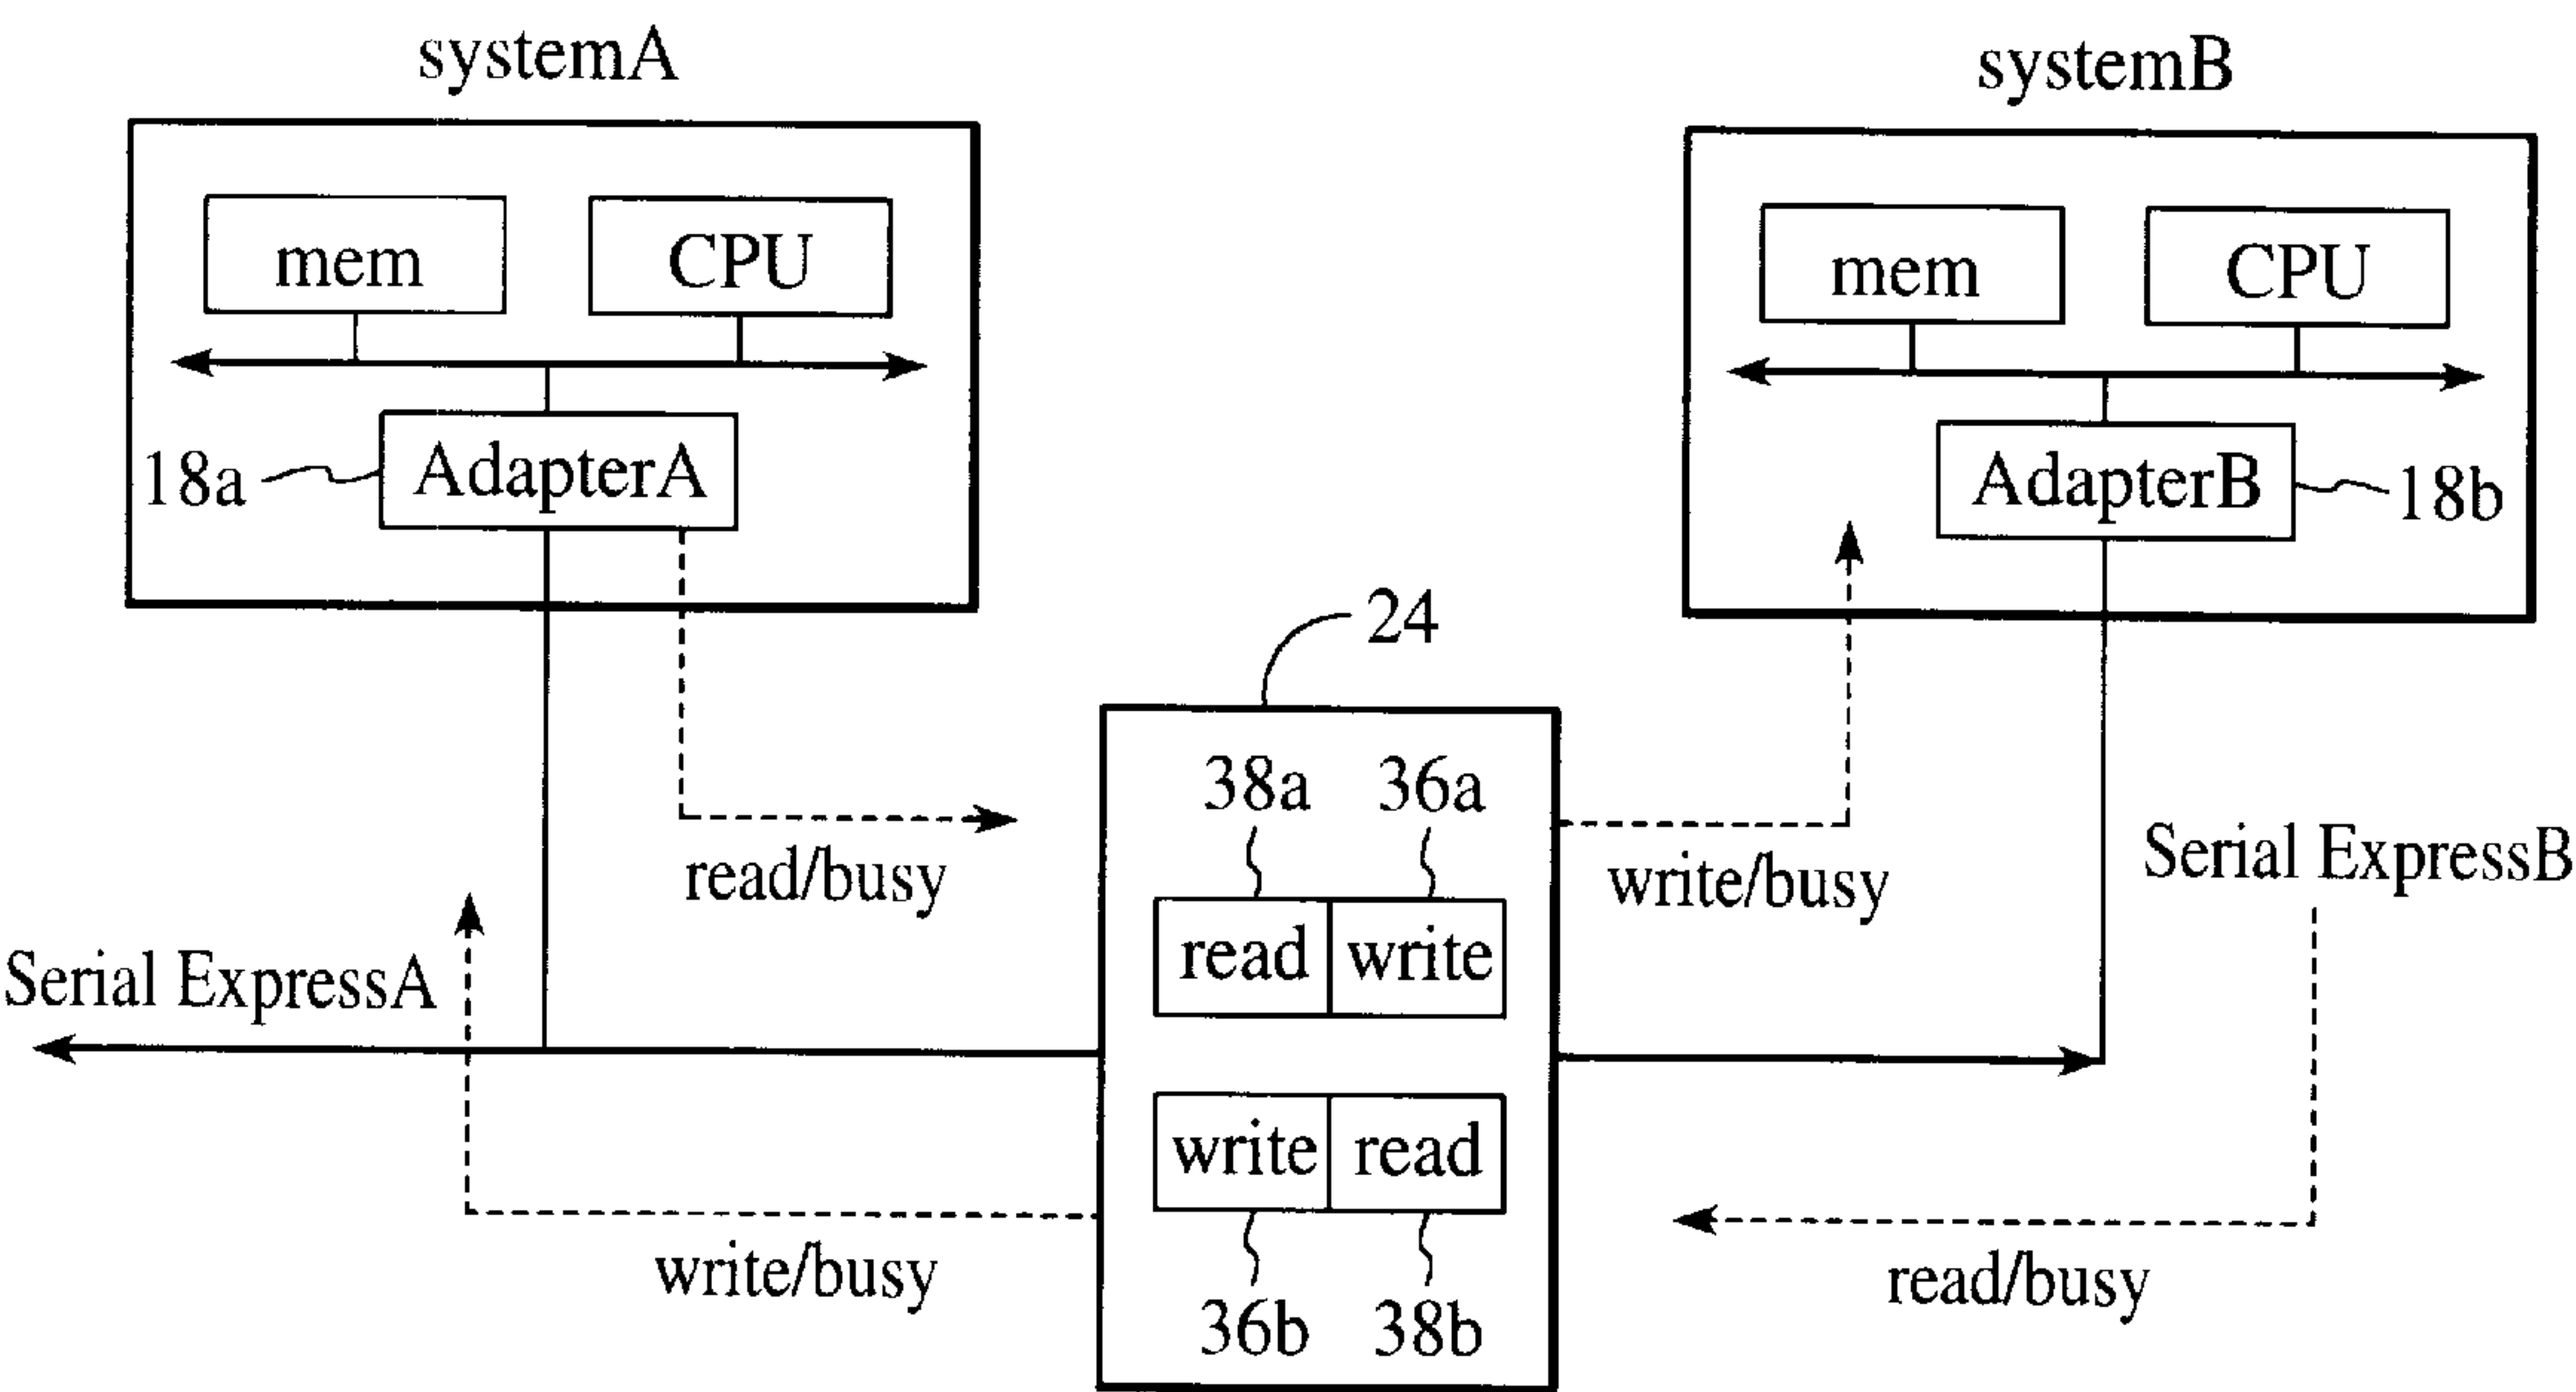 systemA
systemB
mem
CPU
mem
CPU
18a
AdapterA
AdapterB
18b
24
38a
36a
read/busy
write/busy
Serial ExpressB
read
write
Serial ExpressA
write
read
write/busy
read/busy
36b
38b